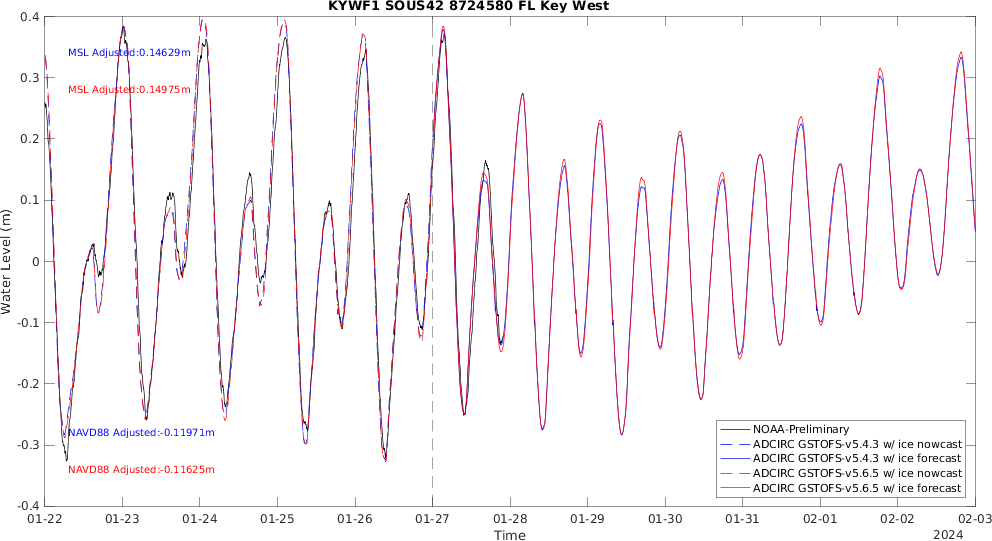 KYWF1 SOUS42 8724580 FL Key West
0.4
0.3
0.2
0.1
0
-0.1
-0.2
-0.3
-0.4
Water Level (m)
MSL Adjusted:0.14629m
MSL Adjusted:0.14975m
NAVD88 Adjusted:-0.11971m
NAVD88 Adjusted:-0.11625m
NOAA-Preliminary
ADCIRC GSTOFS-v5.4.3 w/ ice nowcast
ADCIRC GSTOFS-v5.4.3 w/ ice forecast
ADCIRC GSTOFS-v5.6.5 w/ ice nowcast
ADCIRC GSTOFS-v5.6.5 w/ ice forecast
01-22 01-23 01-24 01-25 01-26 01-27 01-28 01-29 01-30 01-31 02-01 02-02 02-03
Time
2024